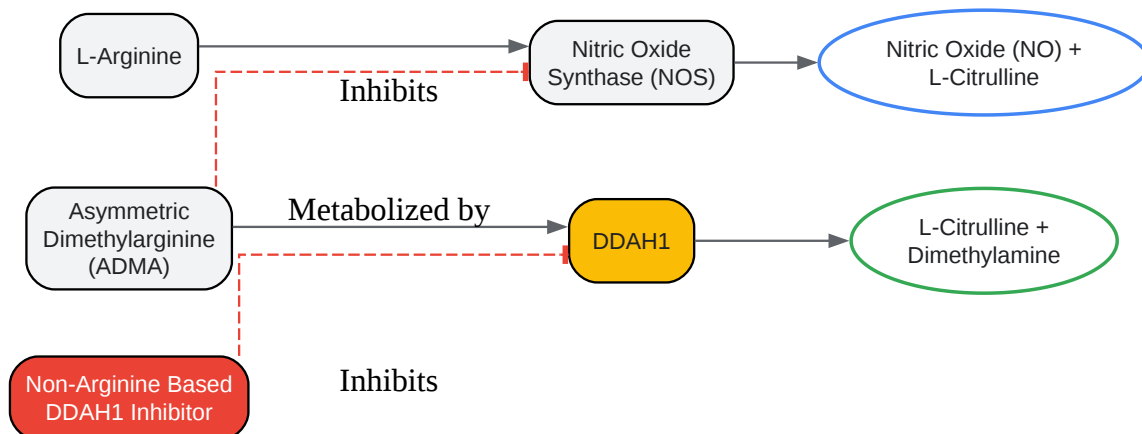 L-Arginine
Nitric Oxide
Synthase (NOS)
Nitric Oxide (NO) +
L-Citrulline
Inhibits
Asymmetric
Dimethylarginine
(ADMA)
Metabolized by
DDAH1
L-Citrulline +
Dimethylamine
Non-Arginine Based
DDAH1 Inhibitor
Inhibits